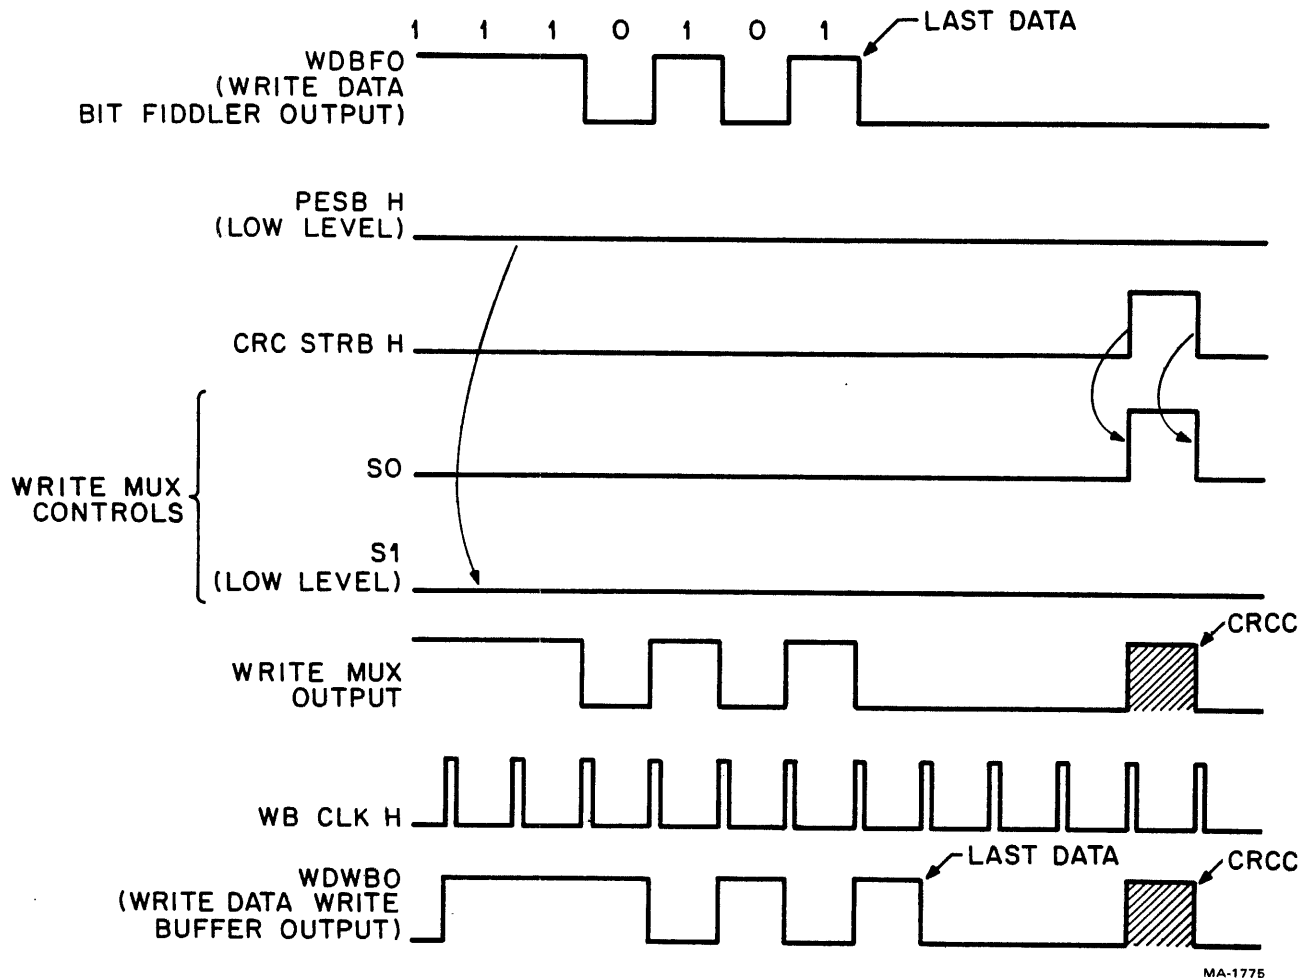 1 1 1 0 1 0 1
LAST DATA
WDBFO
(WRITE DATA
BIT FIDDLER OUTPUT)
PESB H
(LOW LEVEL)
CRC STRB H
WRITE MUX
CONTROLS
S0
S1
(LOW LEVEL)
CRCC
WRITE MUX
OUTPUT
WB CLK H
LAST DATA
CRCC
WDWBO
(WRITE DATA WRITE
BUFFER OUTPUT)
MA-1775